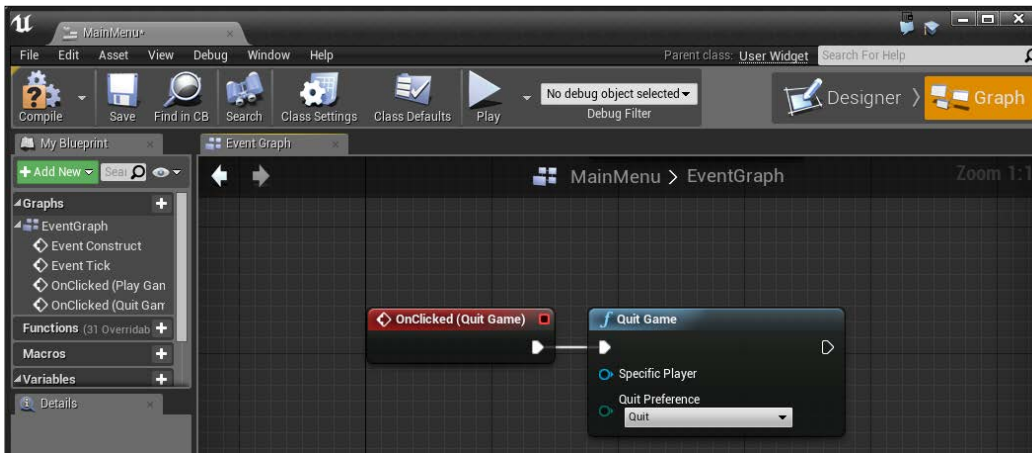 MainMenu*
File Edit Asset View Debug Window Help Parent class: User Widget Search For Help
Compile Save Find in CB Search Class Settings Class Defaults Play No debug object selected Debug Filter Designer Graph
My Blueprint Event Graph
+Add New Sear
MainMenu > EventGraph Zoom 1:1
Graphs
EventGraph
Event Construct
Event Tick
OnClicked (Play Gan
OnClicked (Quit Gam
Functions (31 Overridab
Macros
Variables
Details
OnClicked (Quit Game)
Quit Game
Specific Player
Quit Preference
Quit